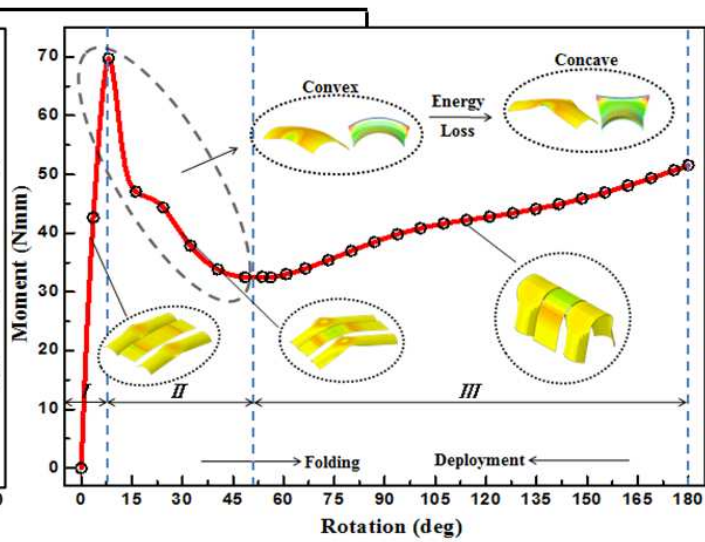 70
60
50
40
30
20
10
0
Moment (Nmm)
Convex
Energy
Loss
Concave
I
II
III
Folding
Deployment
0 15 30 45 60 75 90 105 120 135 150 165 180
Rotation (deg)
0